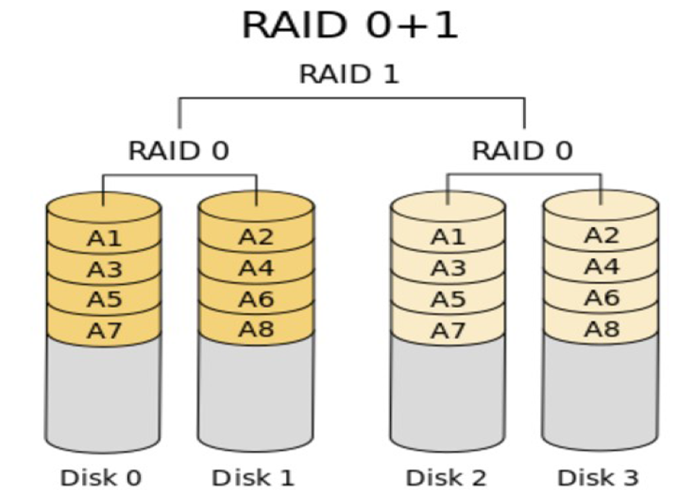 RAID 0+1
RAID 1
RAID 0 RAID 0
A1 A2 A1 A2
A3 A4 A3 A4
A5 A6 A5 A6
A7 A8 A7 A8
Disk 0 Disk 1 Disk 2 Disk 3